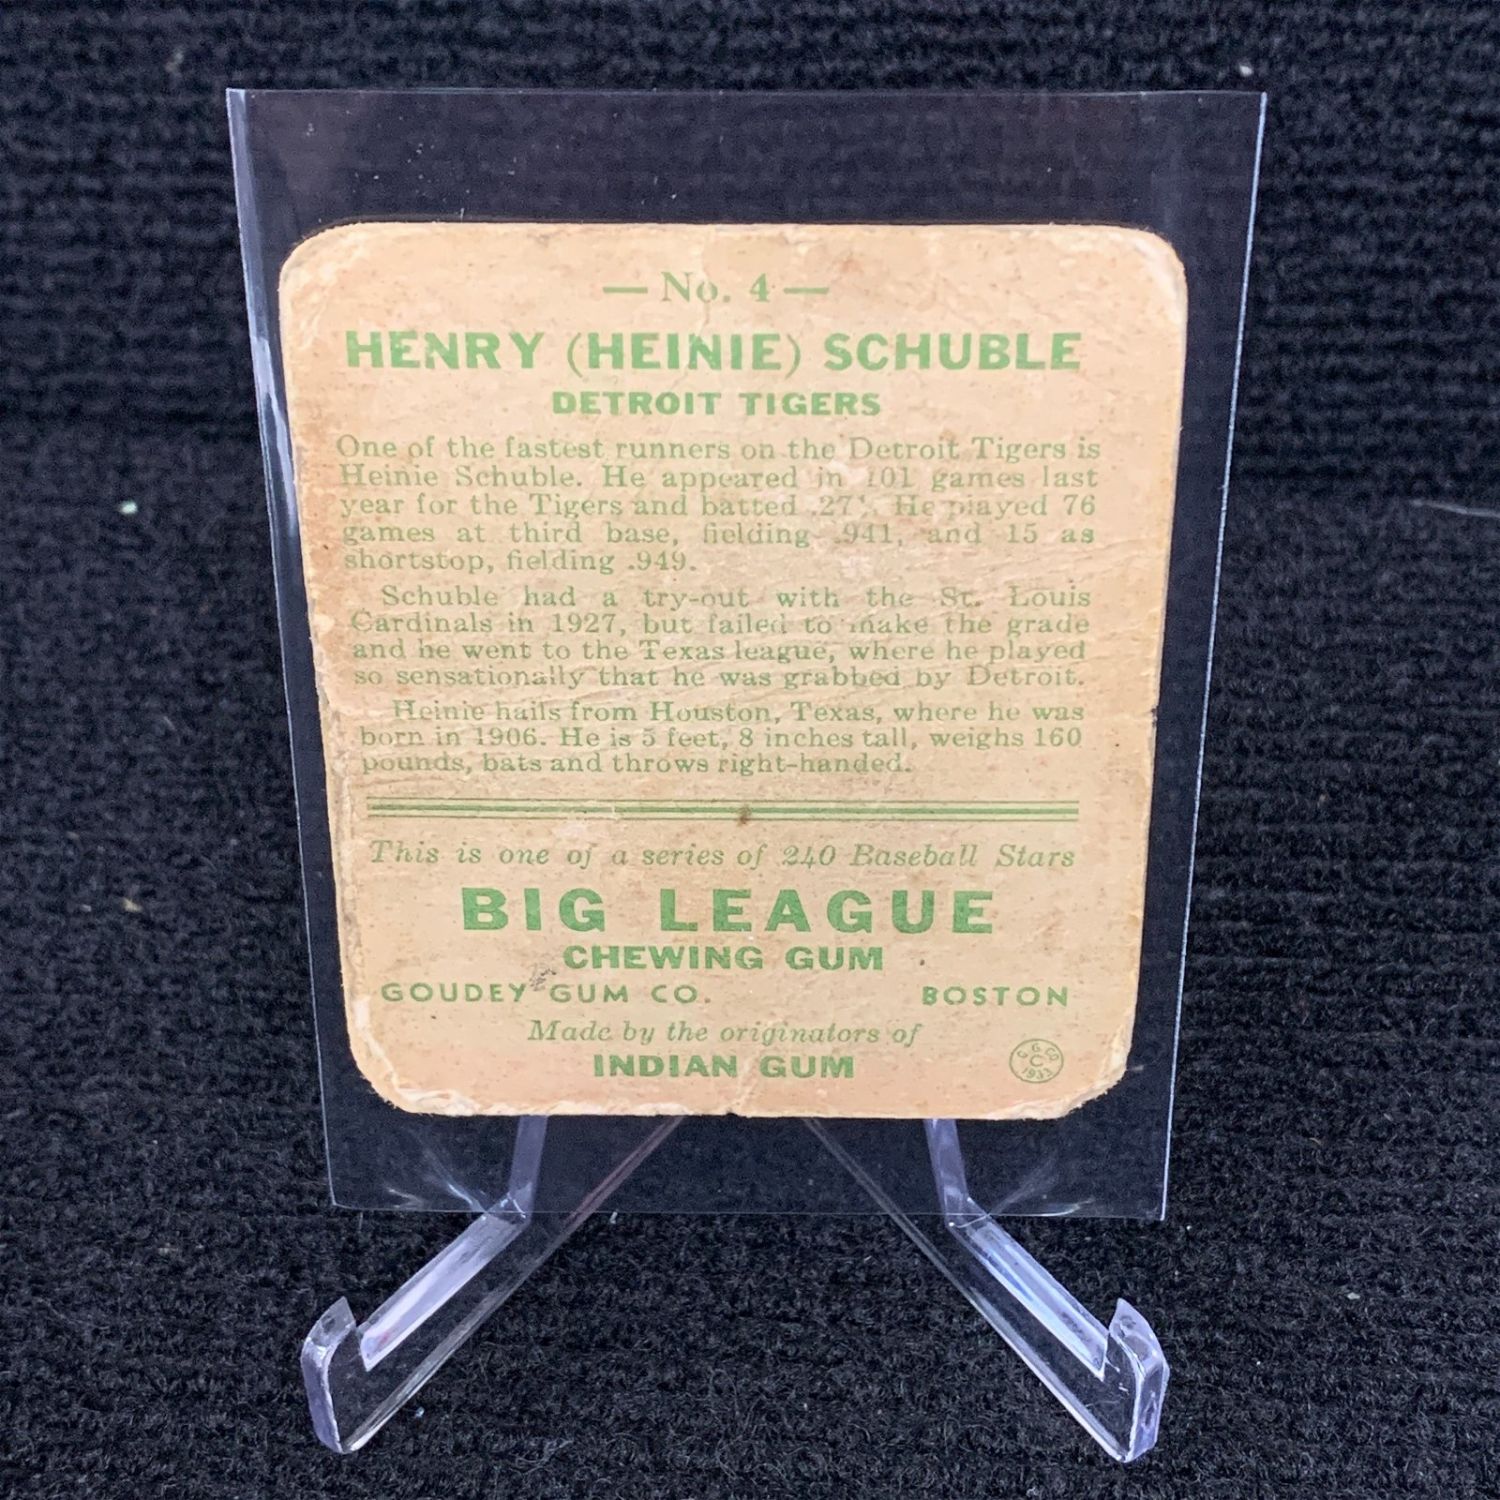 — No. 4 —
HENRY (HEINIE) SCHUBLE
DETROIT TIGERS
One of the fastest runners on the Detroit Tigers is
Heinie Schuble. He appeared in 101 games last
year for the Tigers and batted He played 76
games at third base, fielding .941, and 15 as
shortstop, fielding .949.
Schuble had a try-out with the St. Louis
Cardinals in 1927, but failed to make the grade
and he went to the Texas league, where he played
so sensationally that he was grabbed by Detroit.
Heinie hails from Houston, Texas, where he was
born in 1906. He is 5 feet, 8 inches tall, weighs 160
pounds, bats and throws right-handed.
This is one of a series of 240 Baseball Stars
BIG LEAGUE
CHEWING GUM
GOUDEY GUM CO. BOSTON
Made by the originators of
INDIAN GUM
G. G. CO.
C
1933